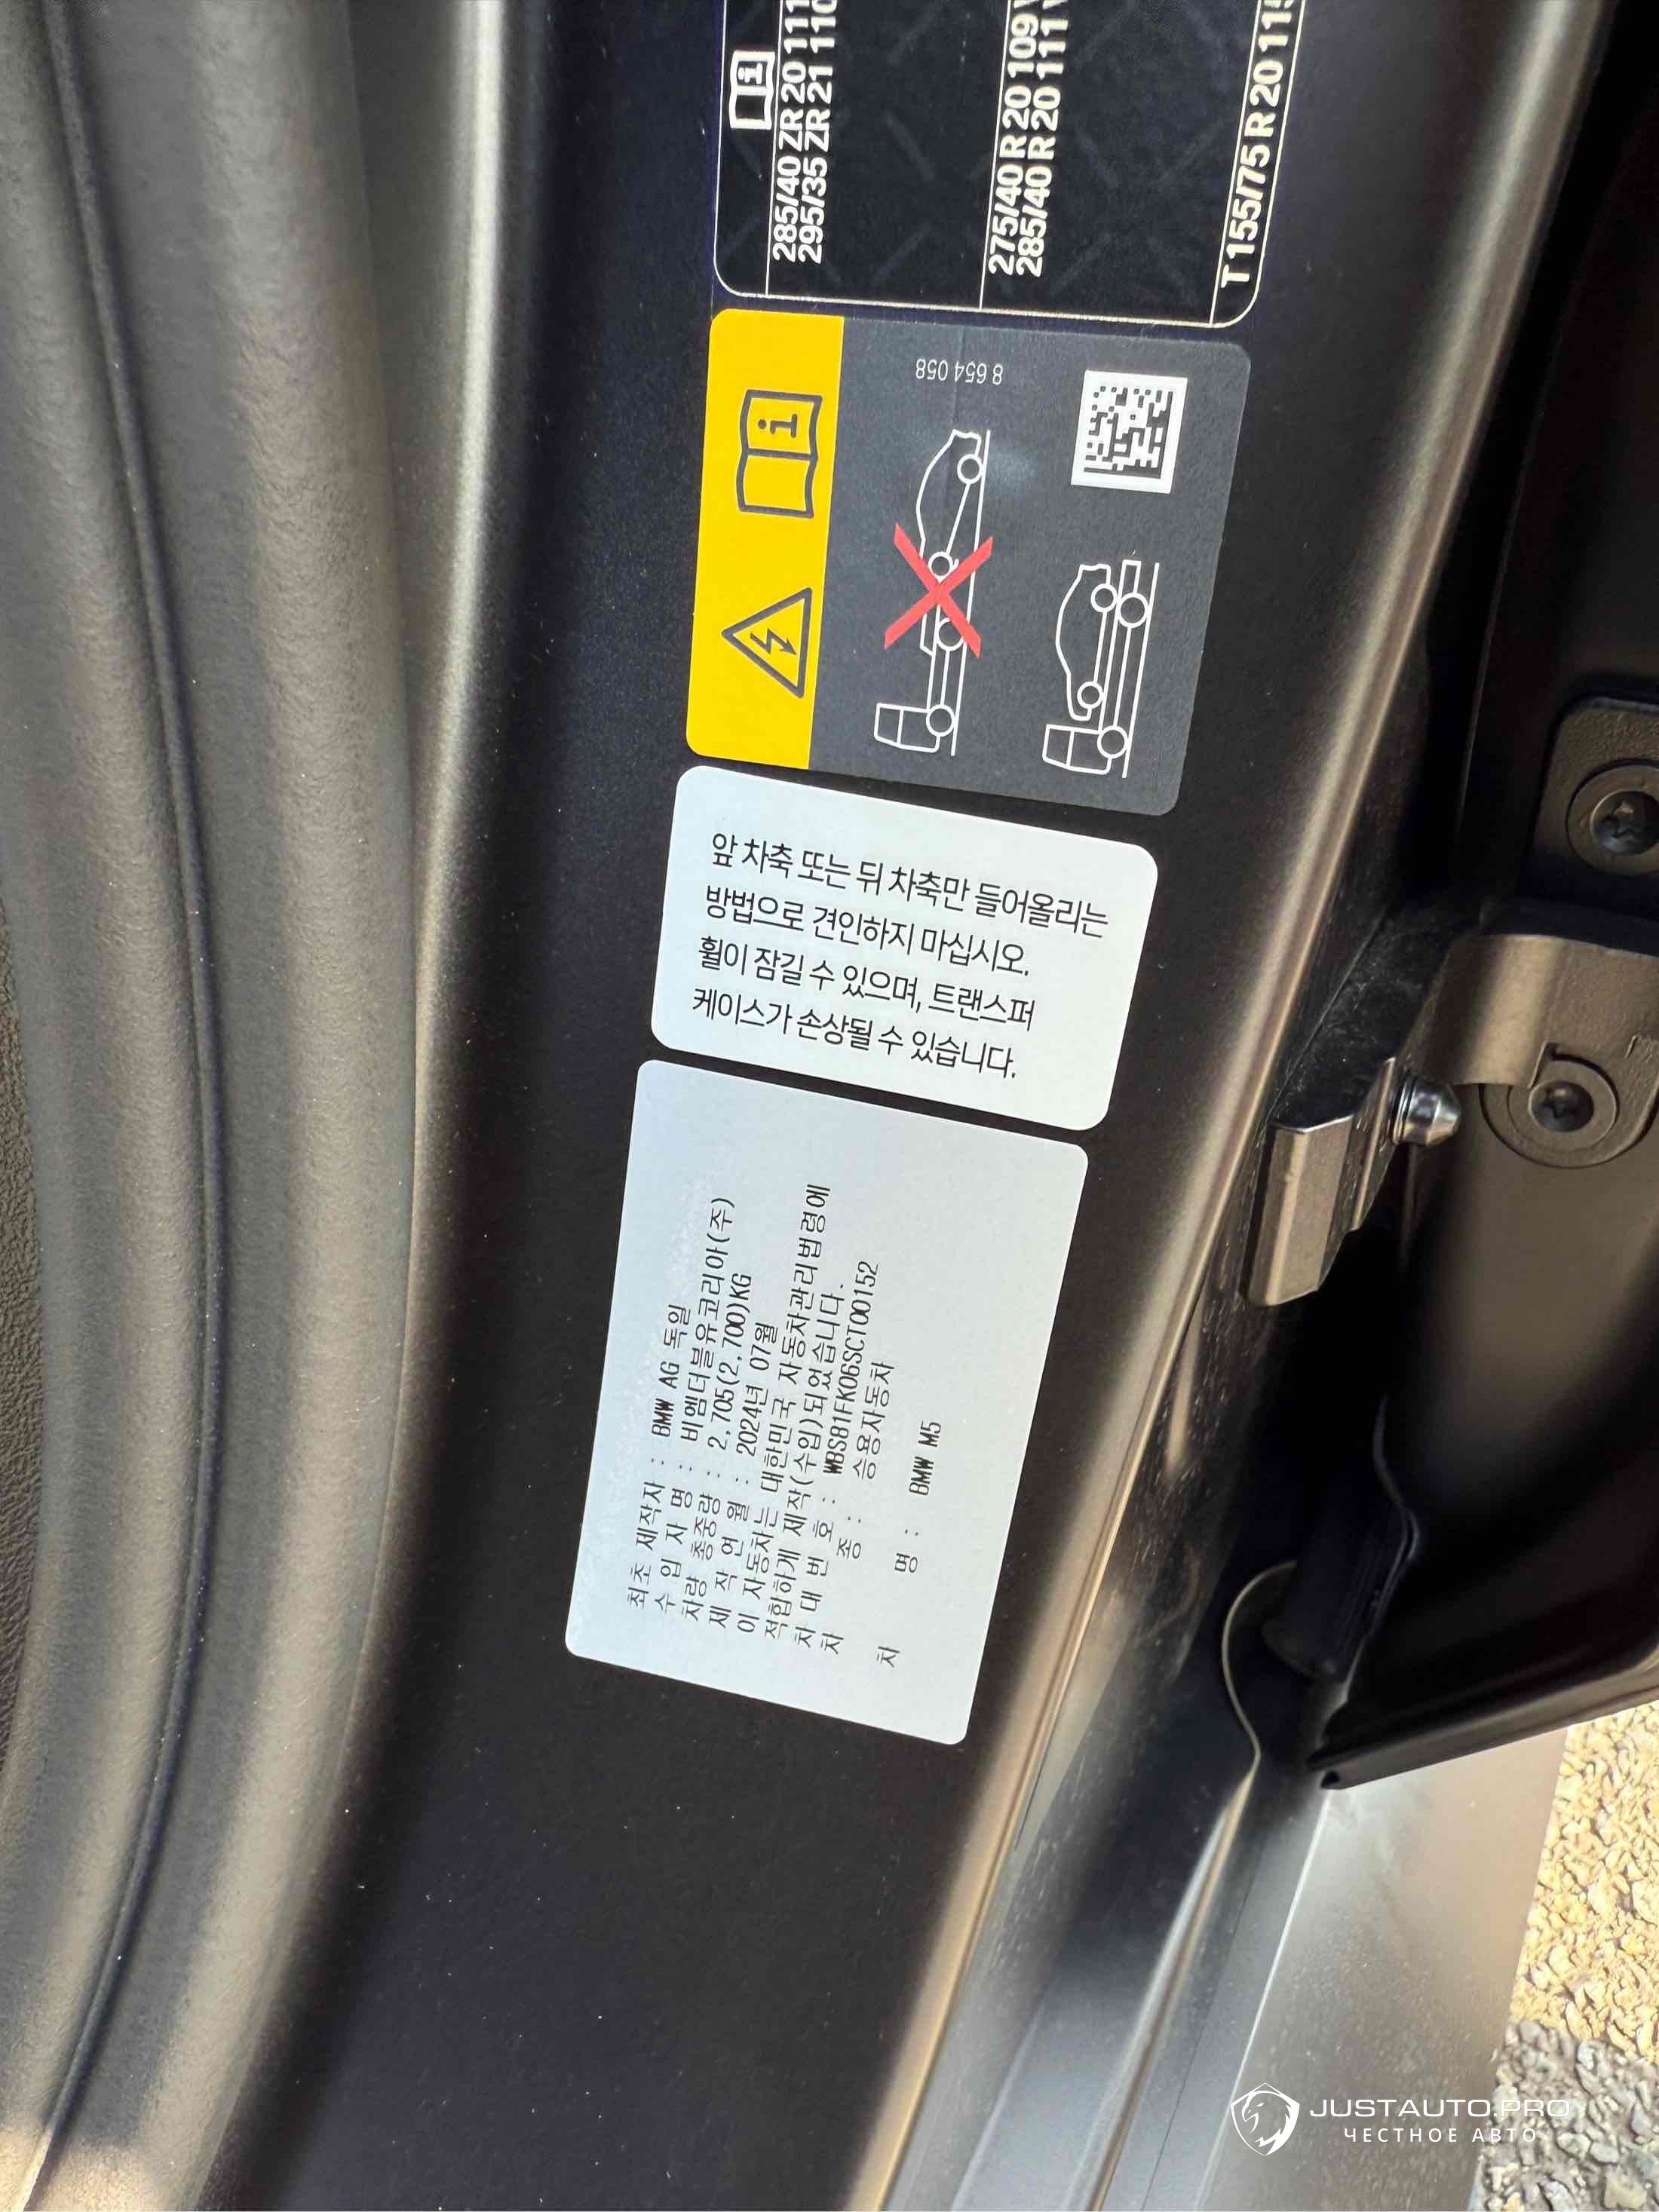 285/40 ZR 20 111
295/35 ZR 21 110
275/40 R 20 109
285/40 R 20 111
T 155/75 R 20 115
8 654 058
앞 차축 또는 뒤 차축만 들어올리는
방법으로 견인하지 마십시오.
휠이 잠길 수 있으며, 트랜스퍼
케이스가 손상될 수 있습니다.
최초 제작자 : BMW AG 독일
수 입 자 명 : 비엠더블유코리아(주)
차량 총중량 : 2,705(2,700)KG
제 작 연 월 : 2024년 07월
이 자동차는 대한민국 자동차관리법령에
적합하게 제작(수입)되었습니다.
차 대 번 호 : WBS81FK06SCT00152
차 종 : 승용자동차
차 명 : BMW M5
JUSTAUTO.PRO
ЧЕСТНОЕ АВТО